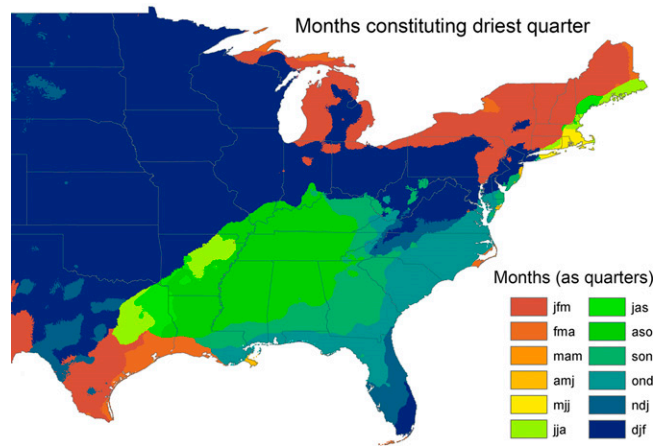 Months constituting driest quarter
Months (as quarters)
jfm
fma
mam
amj
mjj
jja
jas
aso
son
ond
ndj
djf